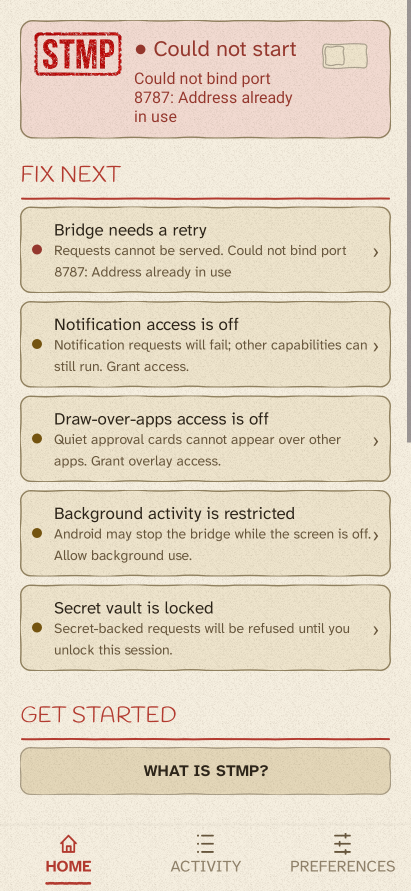 STMP
● Could not start
Could not bind port
8787: Address already
in use
FIX NEXT
Bridge needs a retry
Requests cannot be served. Could not bind port
8787: Address already in use
Notification access is off
Notification requests will fail; other capabilities can
still run. Grant access.
Draw-over-apps access is off
Quiet approval cards cannot appear over other
apps. Grant overlay access.
Background activity is restricted
Android may stop the bridge while the screen is off.
Allow background use.
Secret vault is locked
Secret-backed requests will be refused until you
unlock this session.
GET STARTED
WHAT IS STMP?
HOME ACTIVITY PREFERENCES